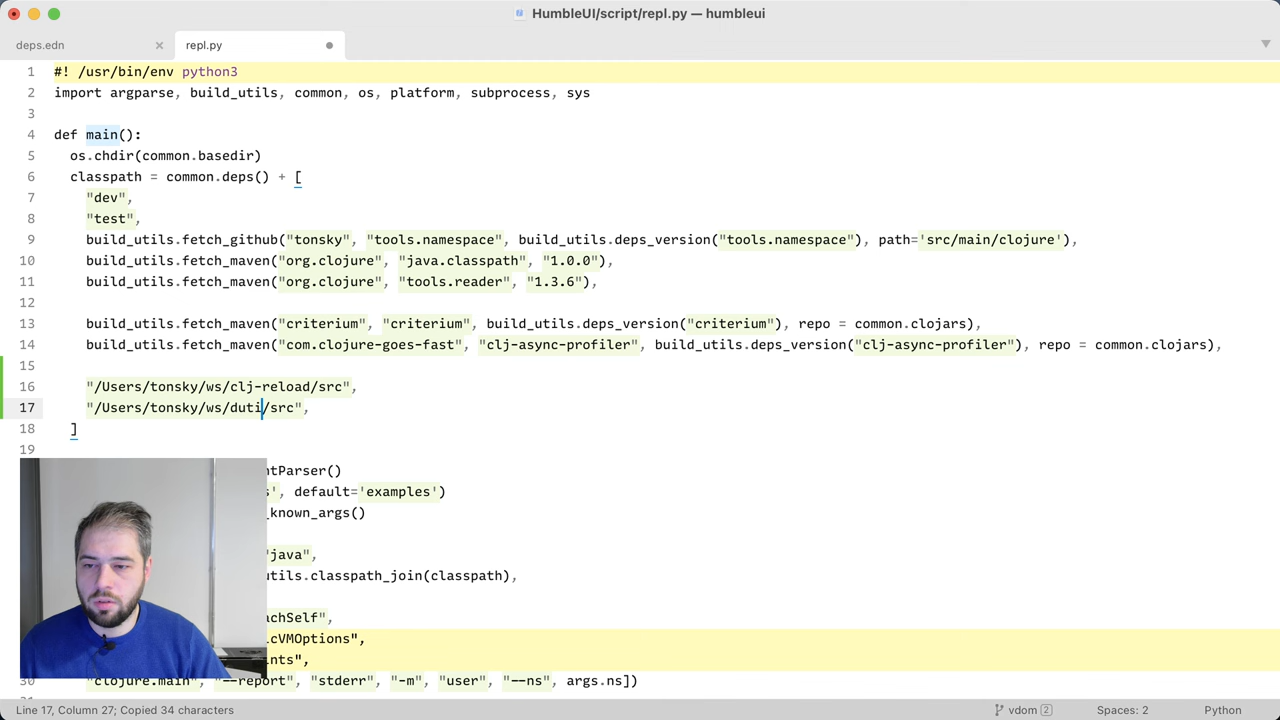 HumbleUI/script/repl.py — humbleui
deps.edn
repl.py
1 #! /usr/bin/env python3
2 import argparse, build_utils, common, os, platform, subprocess, sys
3
4 def main():
5 os.chdir(common.basedir)
6 classpath = common.deps() + [
7 "dev",
8 "test",
9 build_utils.fetch_github("tonsky", "tools.namespace", build_utils.deps_version("tools.namespace"), path='src/main/clojure'),
10 build_utils.fetch_maven("org.clojure", "java.classpath", "1.0.0"),
11 build_utils.fetch_maven("org.clojure", "tools.reader", "1.3.6"),
12
13 build_utils.fetch_maven("criterium", "criterium", build_utils.deps_version("criterium"), repo = common.clojars),
14 build_utils.fetch_maven("com.clojure-goes-fast", "clj-async-profiler", build_utils.deps_version("clj-async-profiler"), repo = common.clojars),
15
16 "/Users/tonsky/ws/clj-reload/src",
17 "/Users/tonsky/ws/duti/src",
18 ]
19
ntParser()
s', default='examples')
_known_args()
"java",
utils.classpath_join(classpath),
achSelf",
icVMOptions",
ints",
30 "clojure.main", "--report", "stderr", "-m", "user", "--ns", args.ns])
Line 17, Column 27; Copied 34 characters
vdom 2
Spaces: 2
Python